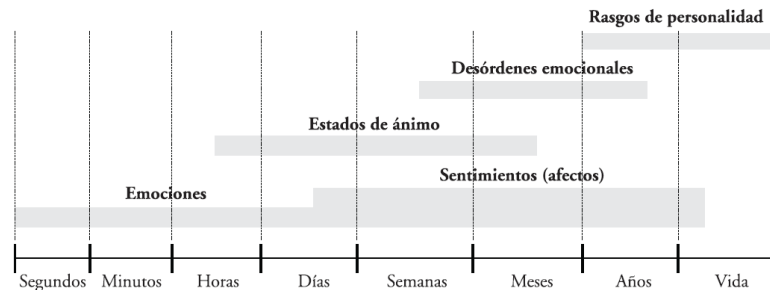 Rasgos de personalidad
Desórdenes emocionales
Estados de ánimo
Sentimientos (afectos)
Emociones
Segundos Minutos Horas Días Semanas Meses Años Vida